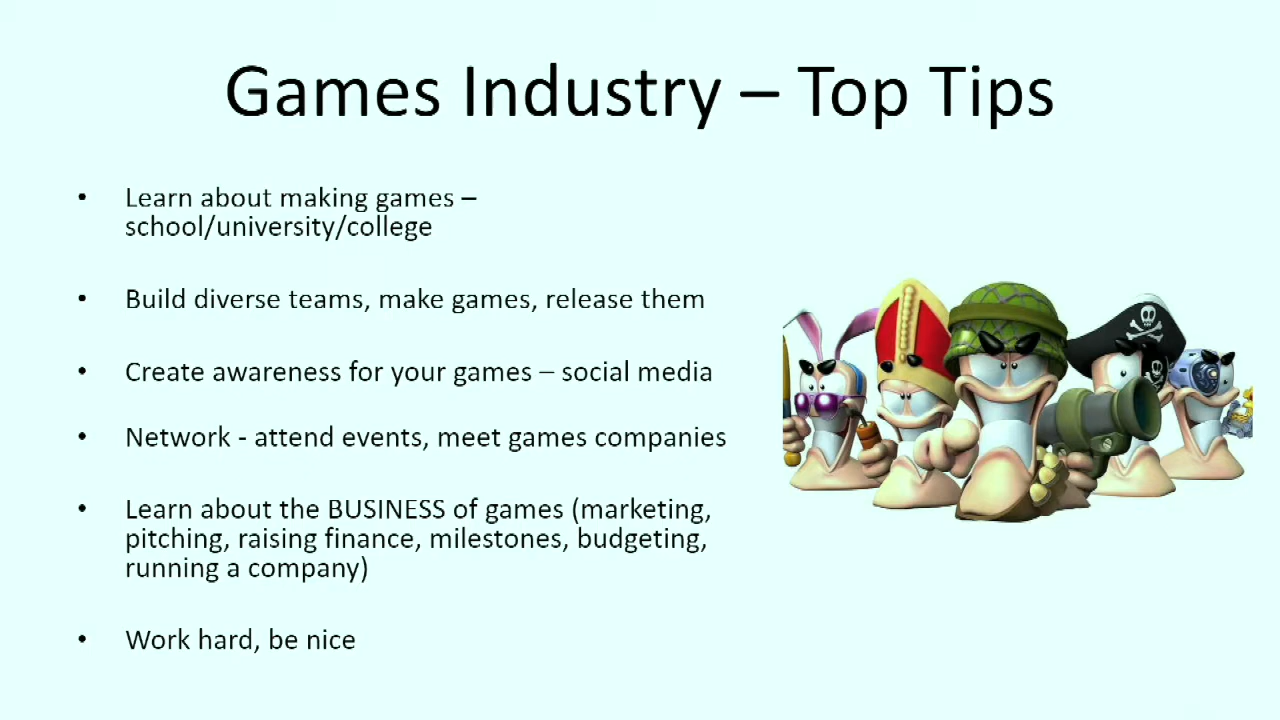 Games Industry – Top Tips
• Learn about making games –
school/university/college
• Build diverse teams, make games, release them
• Create awareness for your games – social media
• Network - attend events, meet games companies
• Learn about the BUSINESS of games (marketing,
pitching, raising finance, milestones, budgeting,
running a company)
• Work hard, be nice